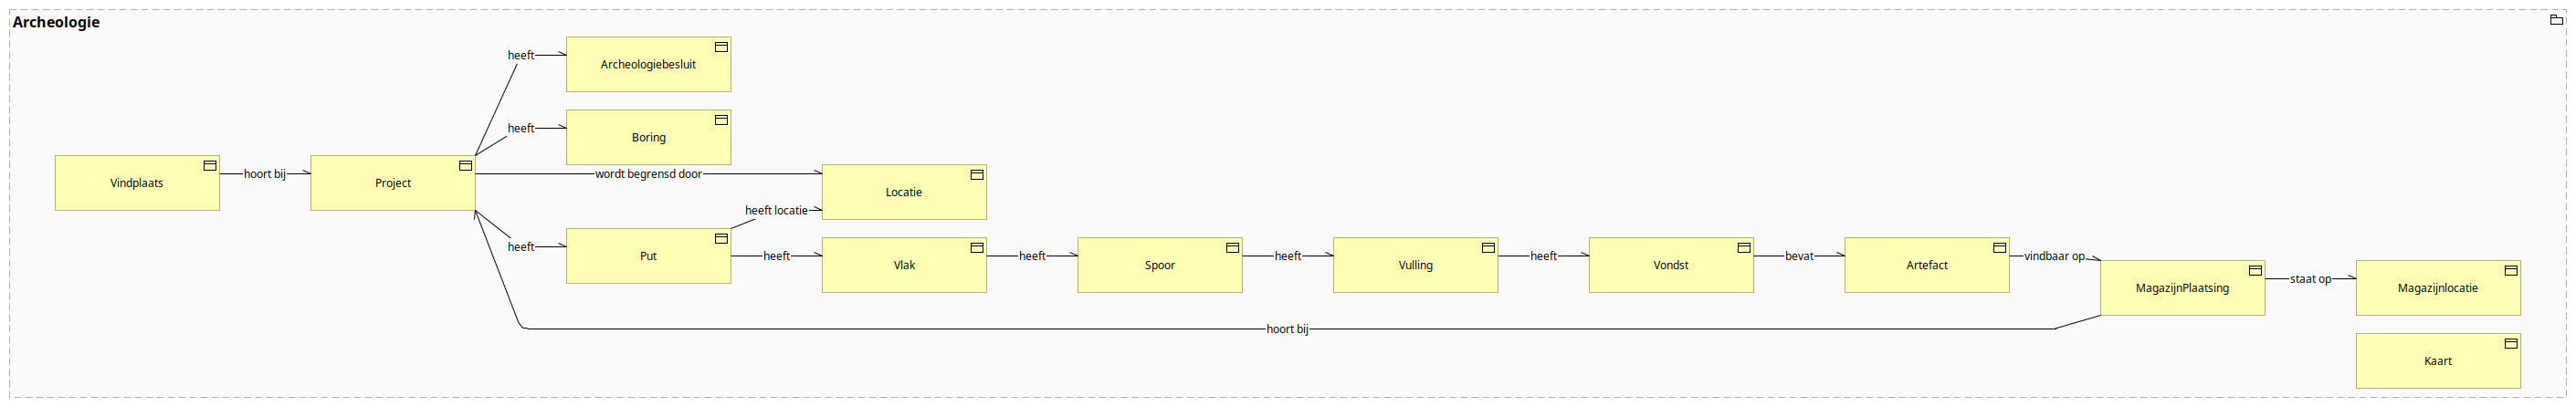 Archeologie
heeft
Archeologiebesluit
heeft
Boring
Vindplaats
hoort bij
Project
wordt begrensd door
Locatie
heeft locatie
heeft
Put
heeft
Vlak
heeft
Spoor
heeft
Vulling
heeft
Vondst
bevat
Artefact
vindbaar op
MagazijnPlaatsing
staat op
Magazijnlocatie
hoort bij
Kaart